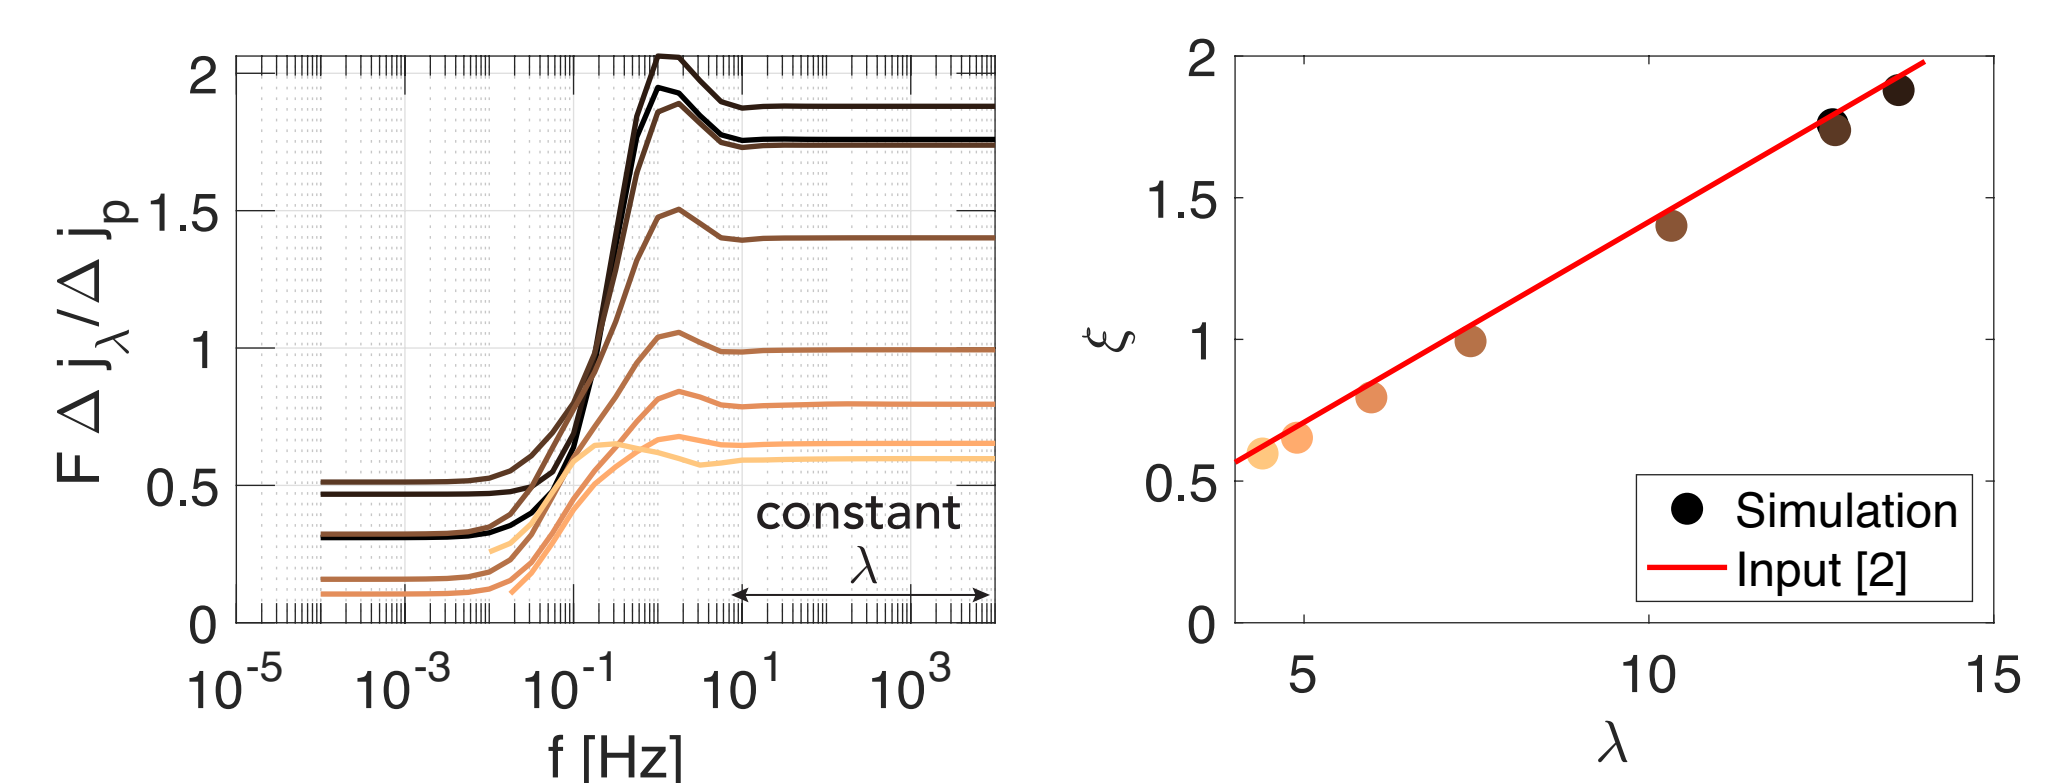 F Δ j_λ/Δ j_p
2
1.5
1
0.5
0
constant
λ
10^-5 10^-3 10^-1 10^1 10^3
f [Hz]
ξ
2
1.5
1
0.5
0
Simulation
Input [2]
5 10 15
λ